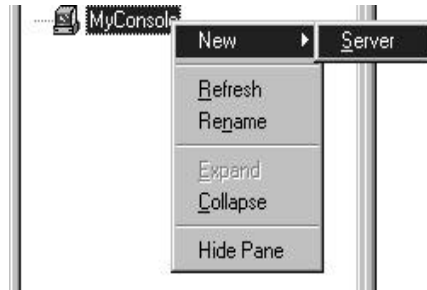 MyConsole
New Server
Refresh
Rename
Expand
Collapse
Hide Pane